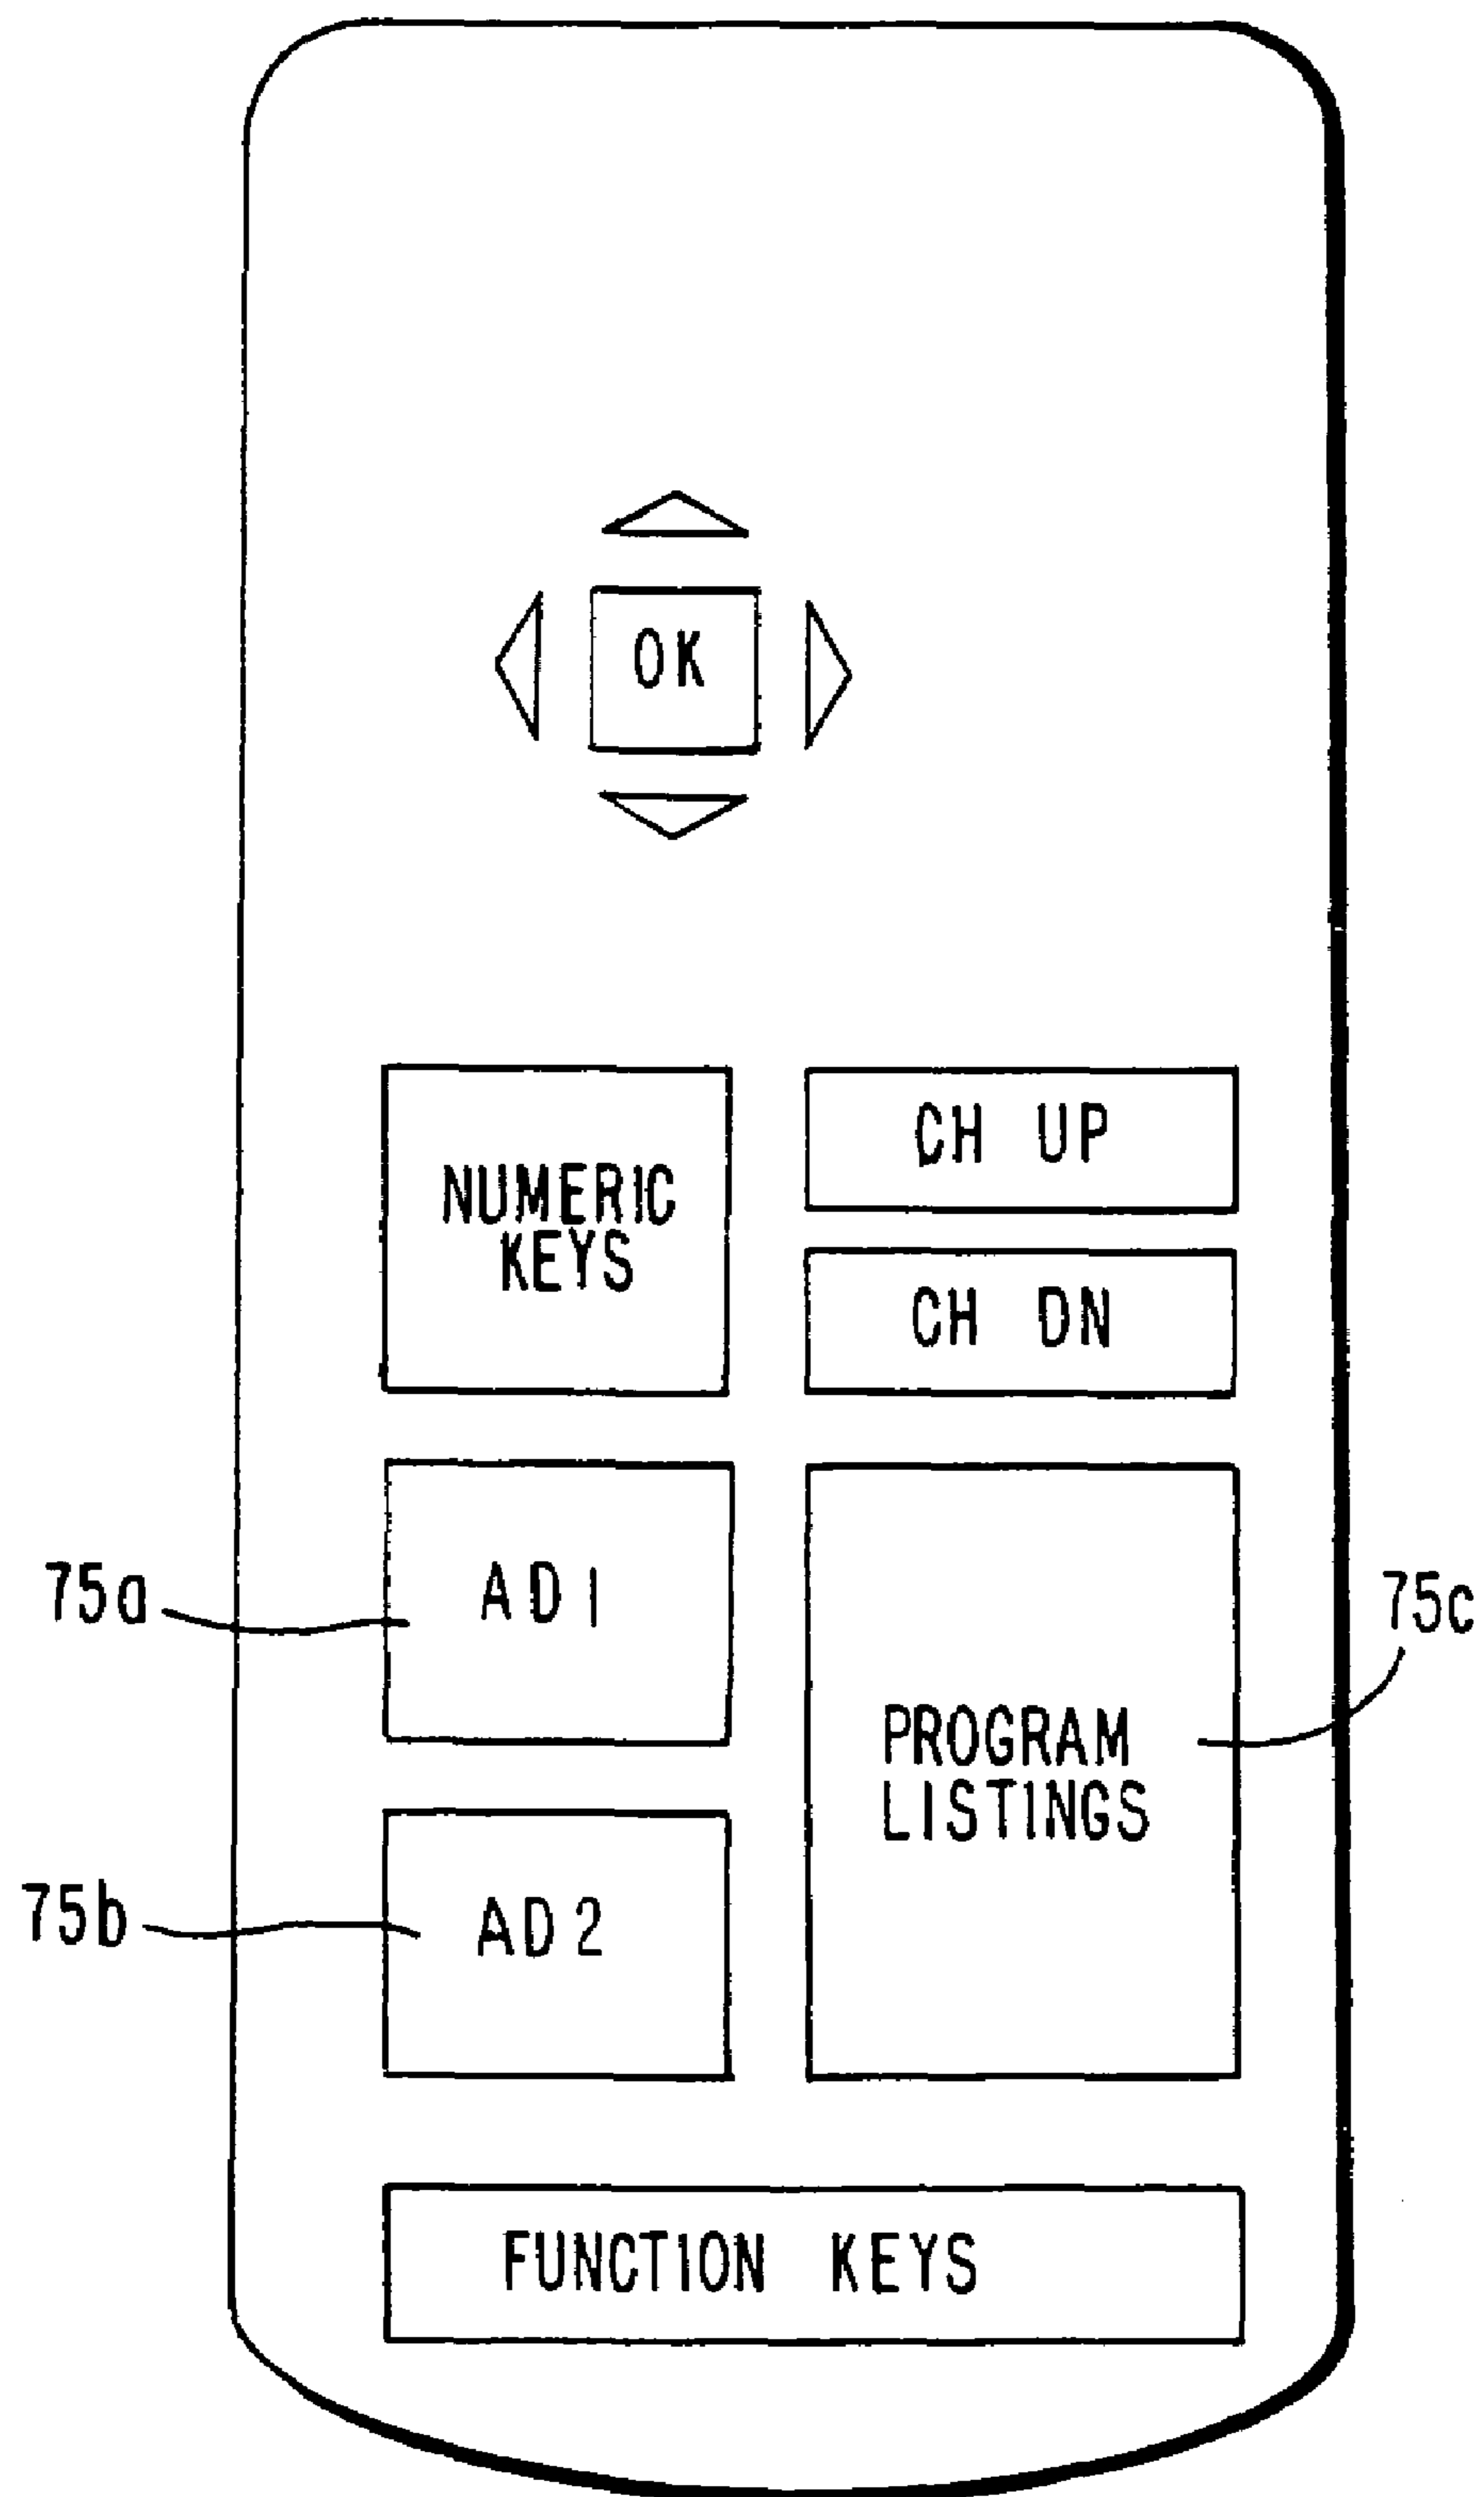 OK
NUMERIC
KEYS
CH UP
CH DN
75a
AD1
75c
PROGRAM
LISTINGS
75b
AD2
FUNCTION KEYS